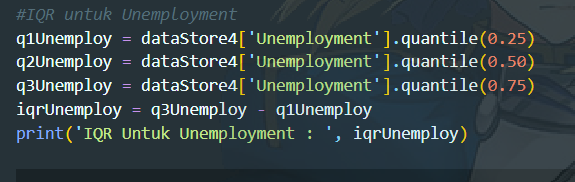 #IQR untuk Unemployment
q1Unemploy = dataStore4['Unemployment'].quantile(0.25)
q2Unemploy = dataStore4['Unemployment'].quantile(0.50)
q3Unemploy = dataStore4['Unemployment'].quantile(0.75)
iqrUnemploy = q3Unemploy - q1Unemploy
print('IQR Untuk Unemployment : ', iqrUnemploy)